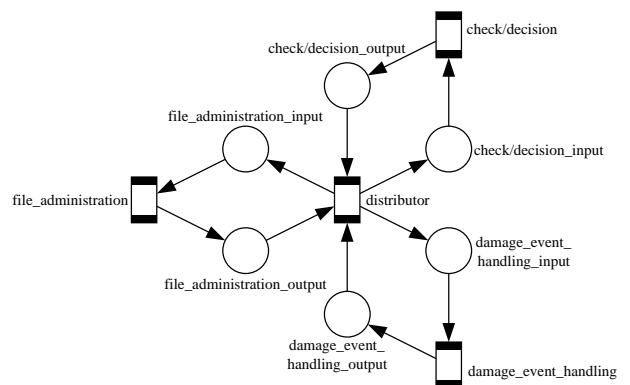 check/decision
check/decision_output
file_administration_input
check/decision_input
file_administration
distributor
damage_event_
handling_input
file_administration_output
damage_event_
handling_output
damage_event_handling